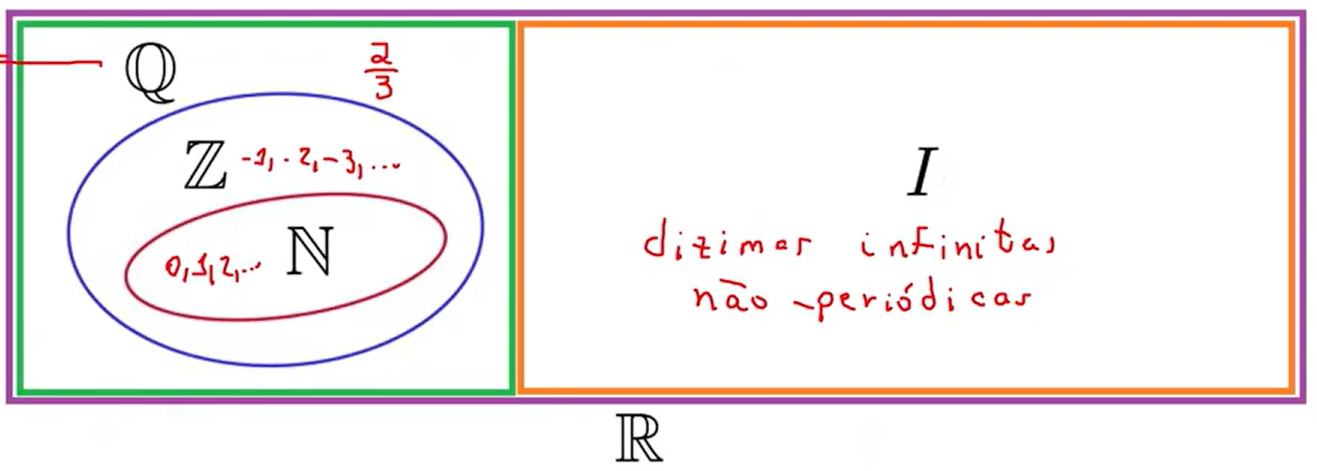 ℚ 2/3
ℤ -1, -2, -3, ...
0, 1, 2, ... ℕ
I
dizimas infinitas
não-periódicas
ℝ